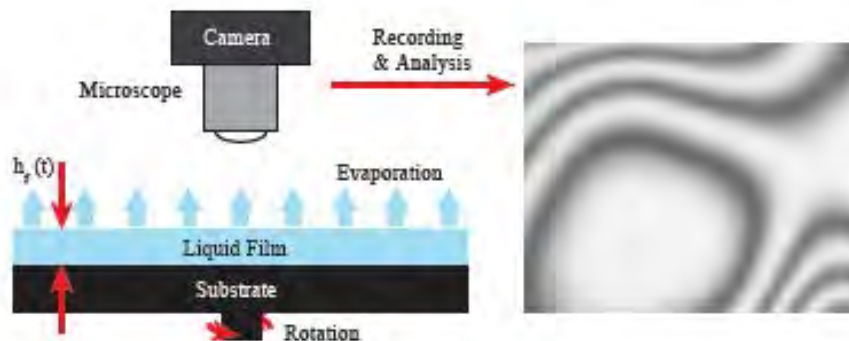 Camera
Recording
& Analysis
Microscope
h_f (t)
Evaporation
Liquid Film
Substrate
Rotation